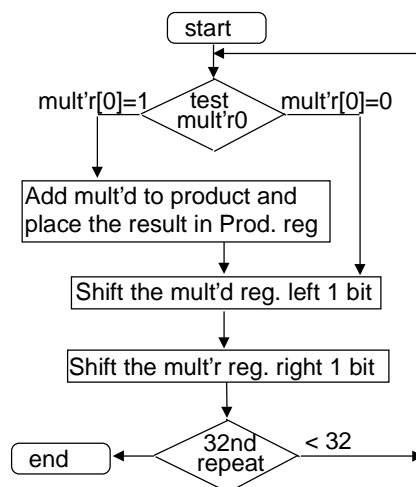 start
mult'r[0]=1
test
mult'r0
mult'r[0]=0
Add mult'd to product and
place the result in Prod. reg
Shift the mult'd reg. left 1 bit
Shift the mult'r reg. right 1 bit
32nd
repeat
< 32
end